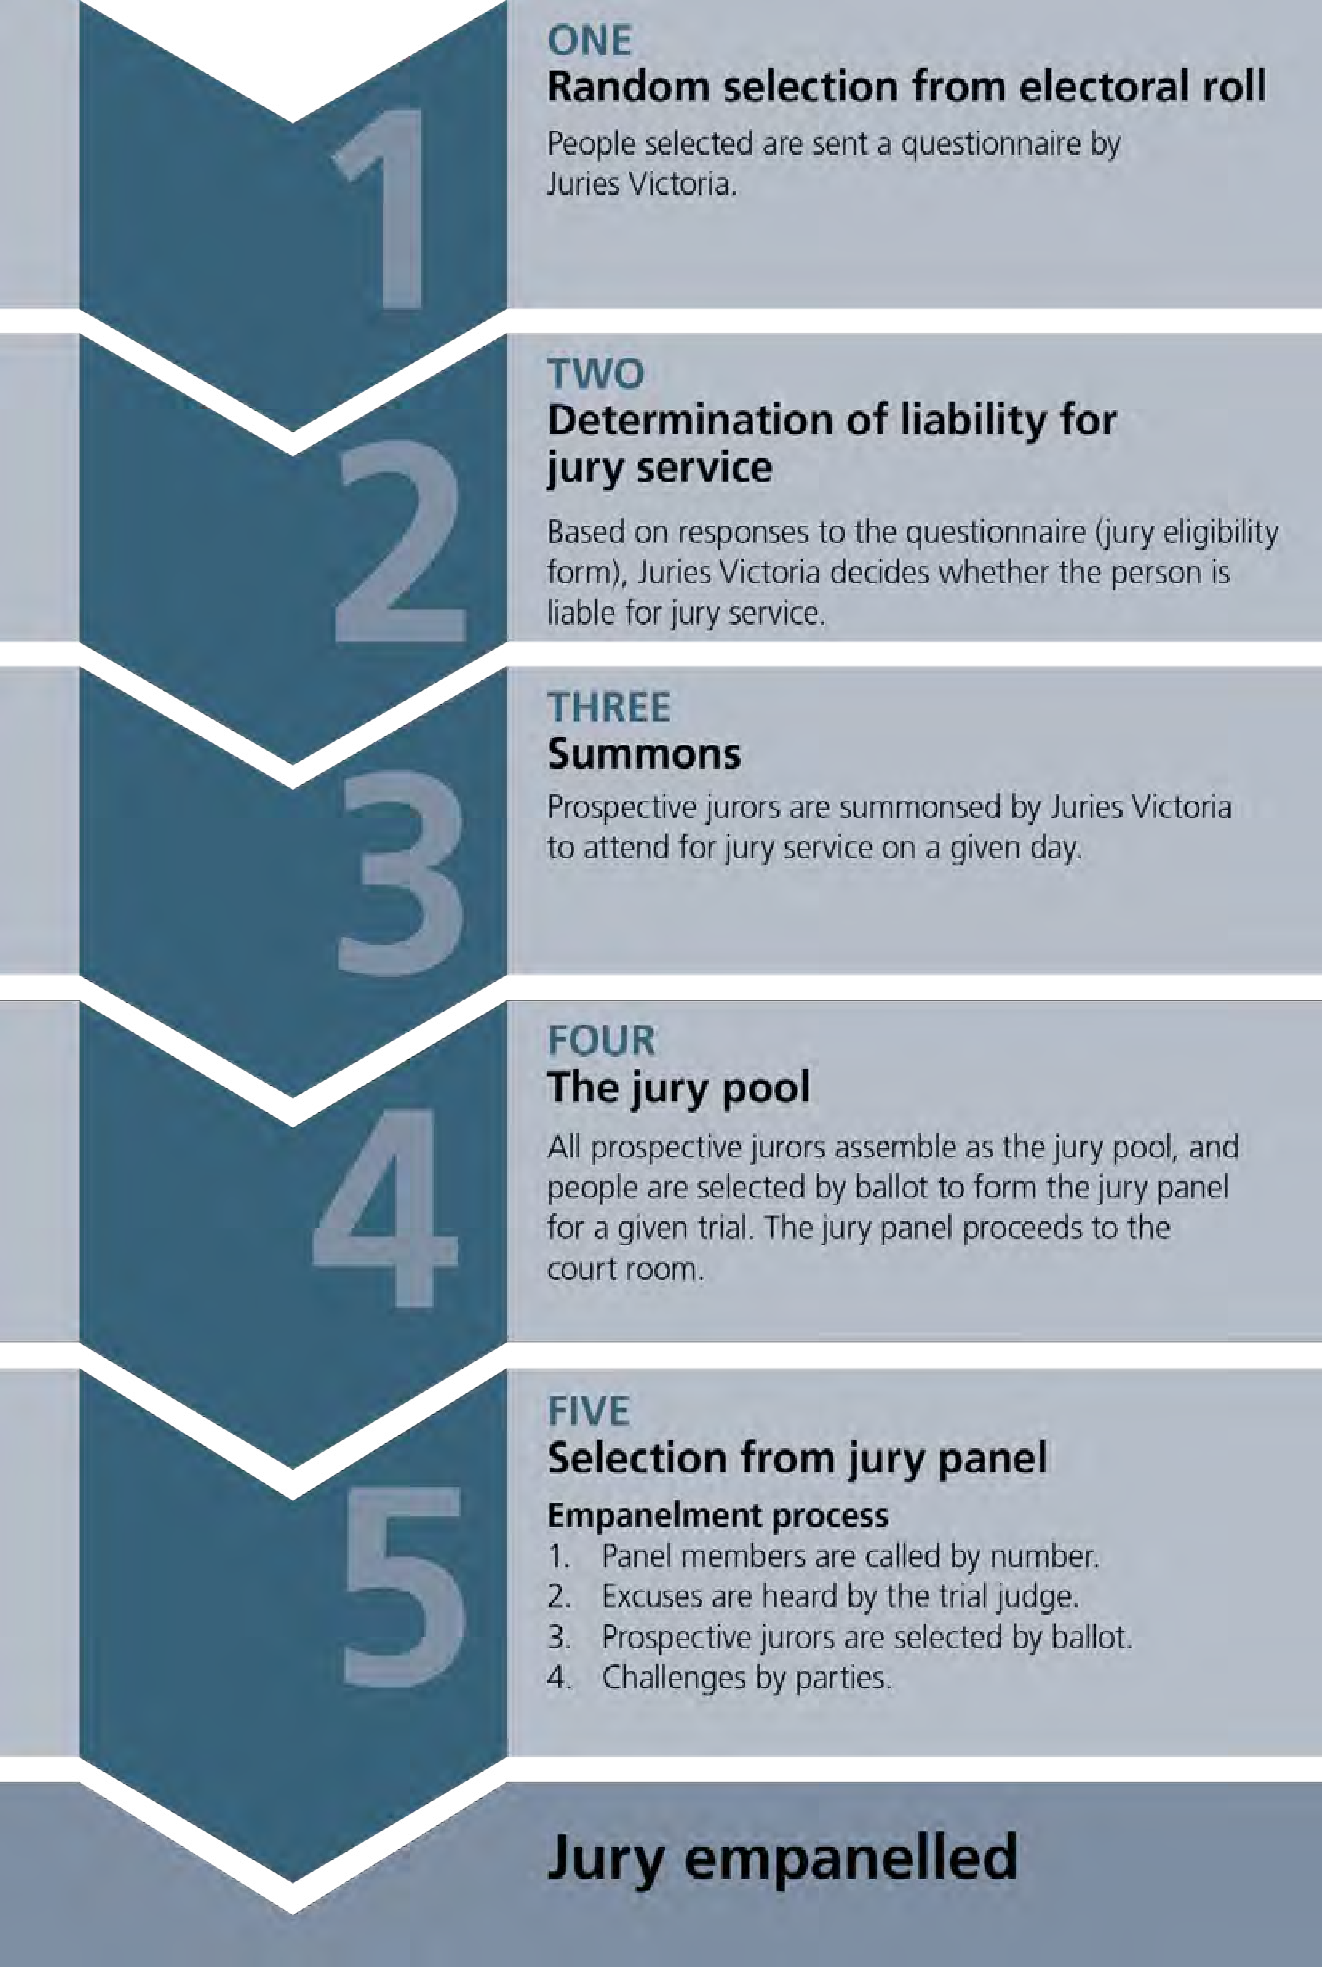 1
ONE
Random selection from electoral roll
People selected are sent a questionnaire by
Juries Victoria.
2
TWO
Determination of liability for
jury service
Based on responses to the questionnaire (jury eligibility
form), Juries Victoria decides whether the person is
liable for jury service.
3
THREE
Summons
Prospective jurors are summonsed by Juries Victoria
to attend for jury service on a given day.
4
FOUR
The jury pool
All prospective jurors assemble as the jury pool, and
people are selected by ballot to form the jury panel
for a given trial. The jury panel proceeds to the
court room.
5
FIVE
Selection from jury panel
Empanelment process
1. Panel members are called by number.
2. Excuses are heard by the trial judge.
3. Prospective jurors are selected by ballot.
4. Challenges by parties.
Jury empanelled